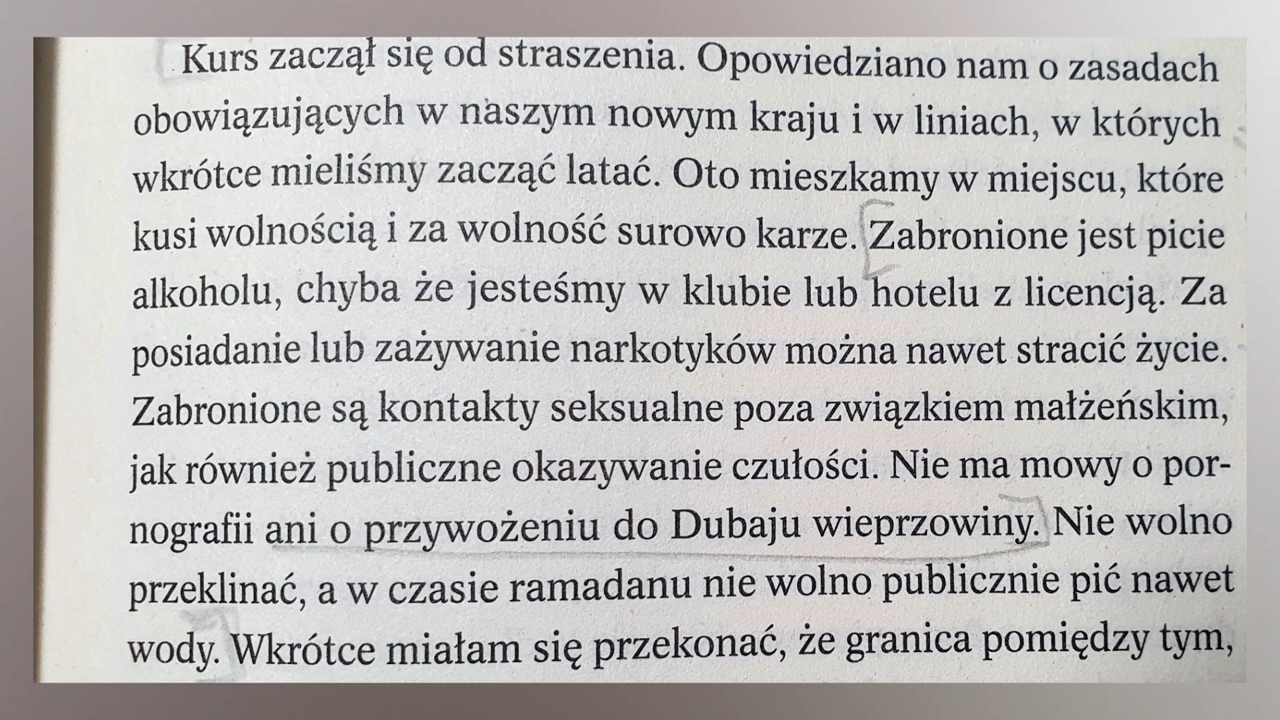 Kurs zaczął się od straszenia. Opowiedziano nam o zasadach
obowiązujących w naszym nowym kraju i w liniach, w których
wkrótce mieliśmy zacząć latać. Oto mieszkamy w miejscu, które
kusi wolnością i za wolność surowo karze. Zabronione jest picie
alkoholu, chyba że jesteśmy w klubie lub hotelu z licencją. Za
posiadanie lub zażywanie narkotyków można nawet stracić życie.
Zabronione są kontakty seksualne poza związkiem małżeńskim,
jak również publiczne okazywanie czułości. Nie ma mowy o por-
nografii ani o przywożeniu do Dubaju wieprzowiny. Nie wolno
przeklinać, a w czasie ramadanu nie wolno publicznie pić nawet
wody. Wkrótce miałam się przekonać, że granica pomiędzy tym,